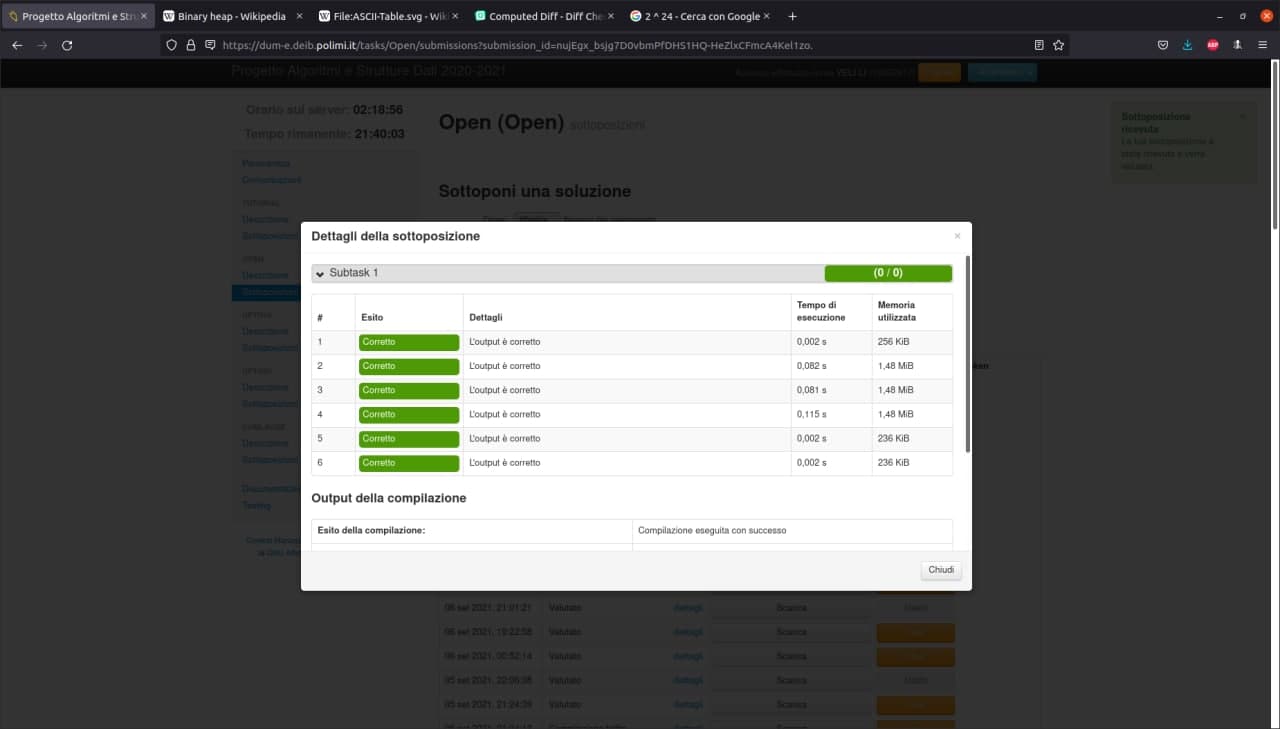 Progetto Algoritmi e Stru × Binary heap - Wikipedia × File:ASCII-Table.svg - Wiki × Computed Diff - Diff Che × 2 ^ 24 - Cerca con Google × +
https://dum-e.deib.polimi.it/tasks/Open/submissions?submission_id=nujEgx_bsjg7D0vbmPfDHS1HQ-HeZlxCFmcA4Kel1zo.
ABP
Progetto Algoritmi e Strutture Dati 2020-2021
Orario sul server: 02:18:56
Tempo rimanente: 21:40:03
Panoramica
Comunicazioni
TUTORIAL
Descrizione
Sottoposizioni
OPEN
Descrizione
Sottoposizioni
Descrizione
Sottoposizioni
Descrizione
Sottoposizioni
Descrizione
Sottoposizioni
Testing
Open (Open) sottoposizioni
Sottoponi una soluzione
Sottoposizione
ricevuta
La tua sottoposizione è
stata ricevuta e verrà
valutata.
Dettagli della sottoposizione ×
Subtask 1 (0 / 0)
# Esito Dettagli Tempo di esecuzione Memoria utilizzata
1 Corretto L'output è corretto 0,002 s 256 KiB
2 Corretto L'output è corretto 0,082 s 1,48 MiB
3 Corretto L'output è corretto 0,081 s 1,48 MiB
4 Corretto L'output è corretto 0,115 s 1,48 MiB
5 Corretto L'output è corretto 0,002 s 236 KiB
6 Corretto L'output è corretto 0,002 s 236 KiB
Output della compilazione
Esito della compilazione: Compilazione eseguita con successo
Chiudi
06 set 2021, 21:01:21 Valutato dettagli Scarica
06 set 2021, 19:22:58 Valutato dettagli Scarica
06 set 2021, 00:52:14 Valutato dettagli Scarica
05 set 2021, 22:06:58 Valutato dettagli Scarica
05 set 2021, 21:24:39 Valutato dettagli Scarica